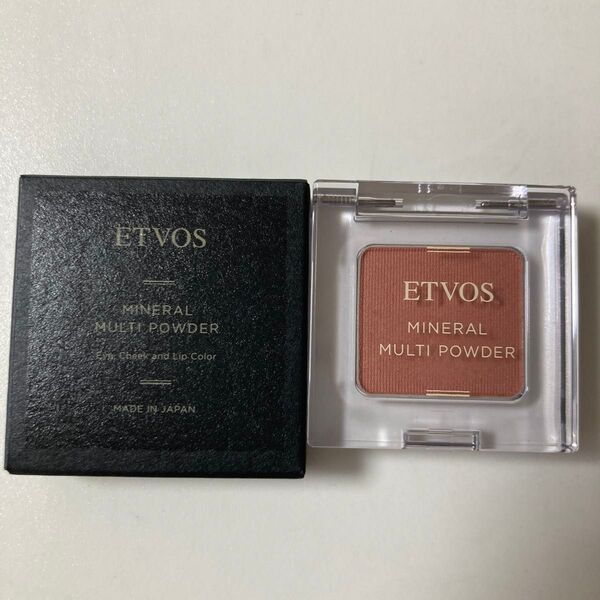 ETVOS
MINERAL
MULTI POWDER
Eye, Cheek and Lip Color
MADE IN JAPAN
ETVOS
MINERAL
MULTI POWDER